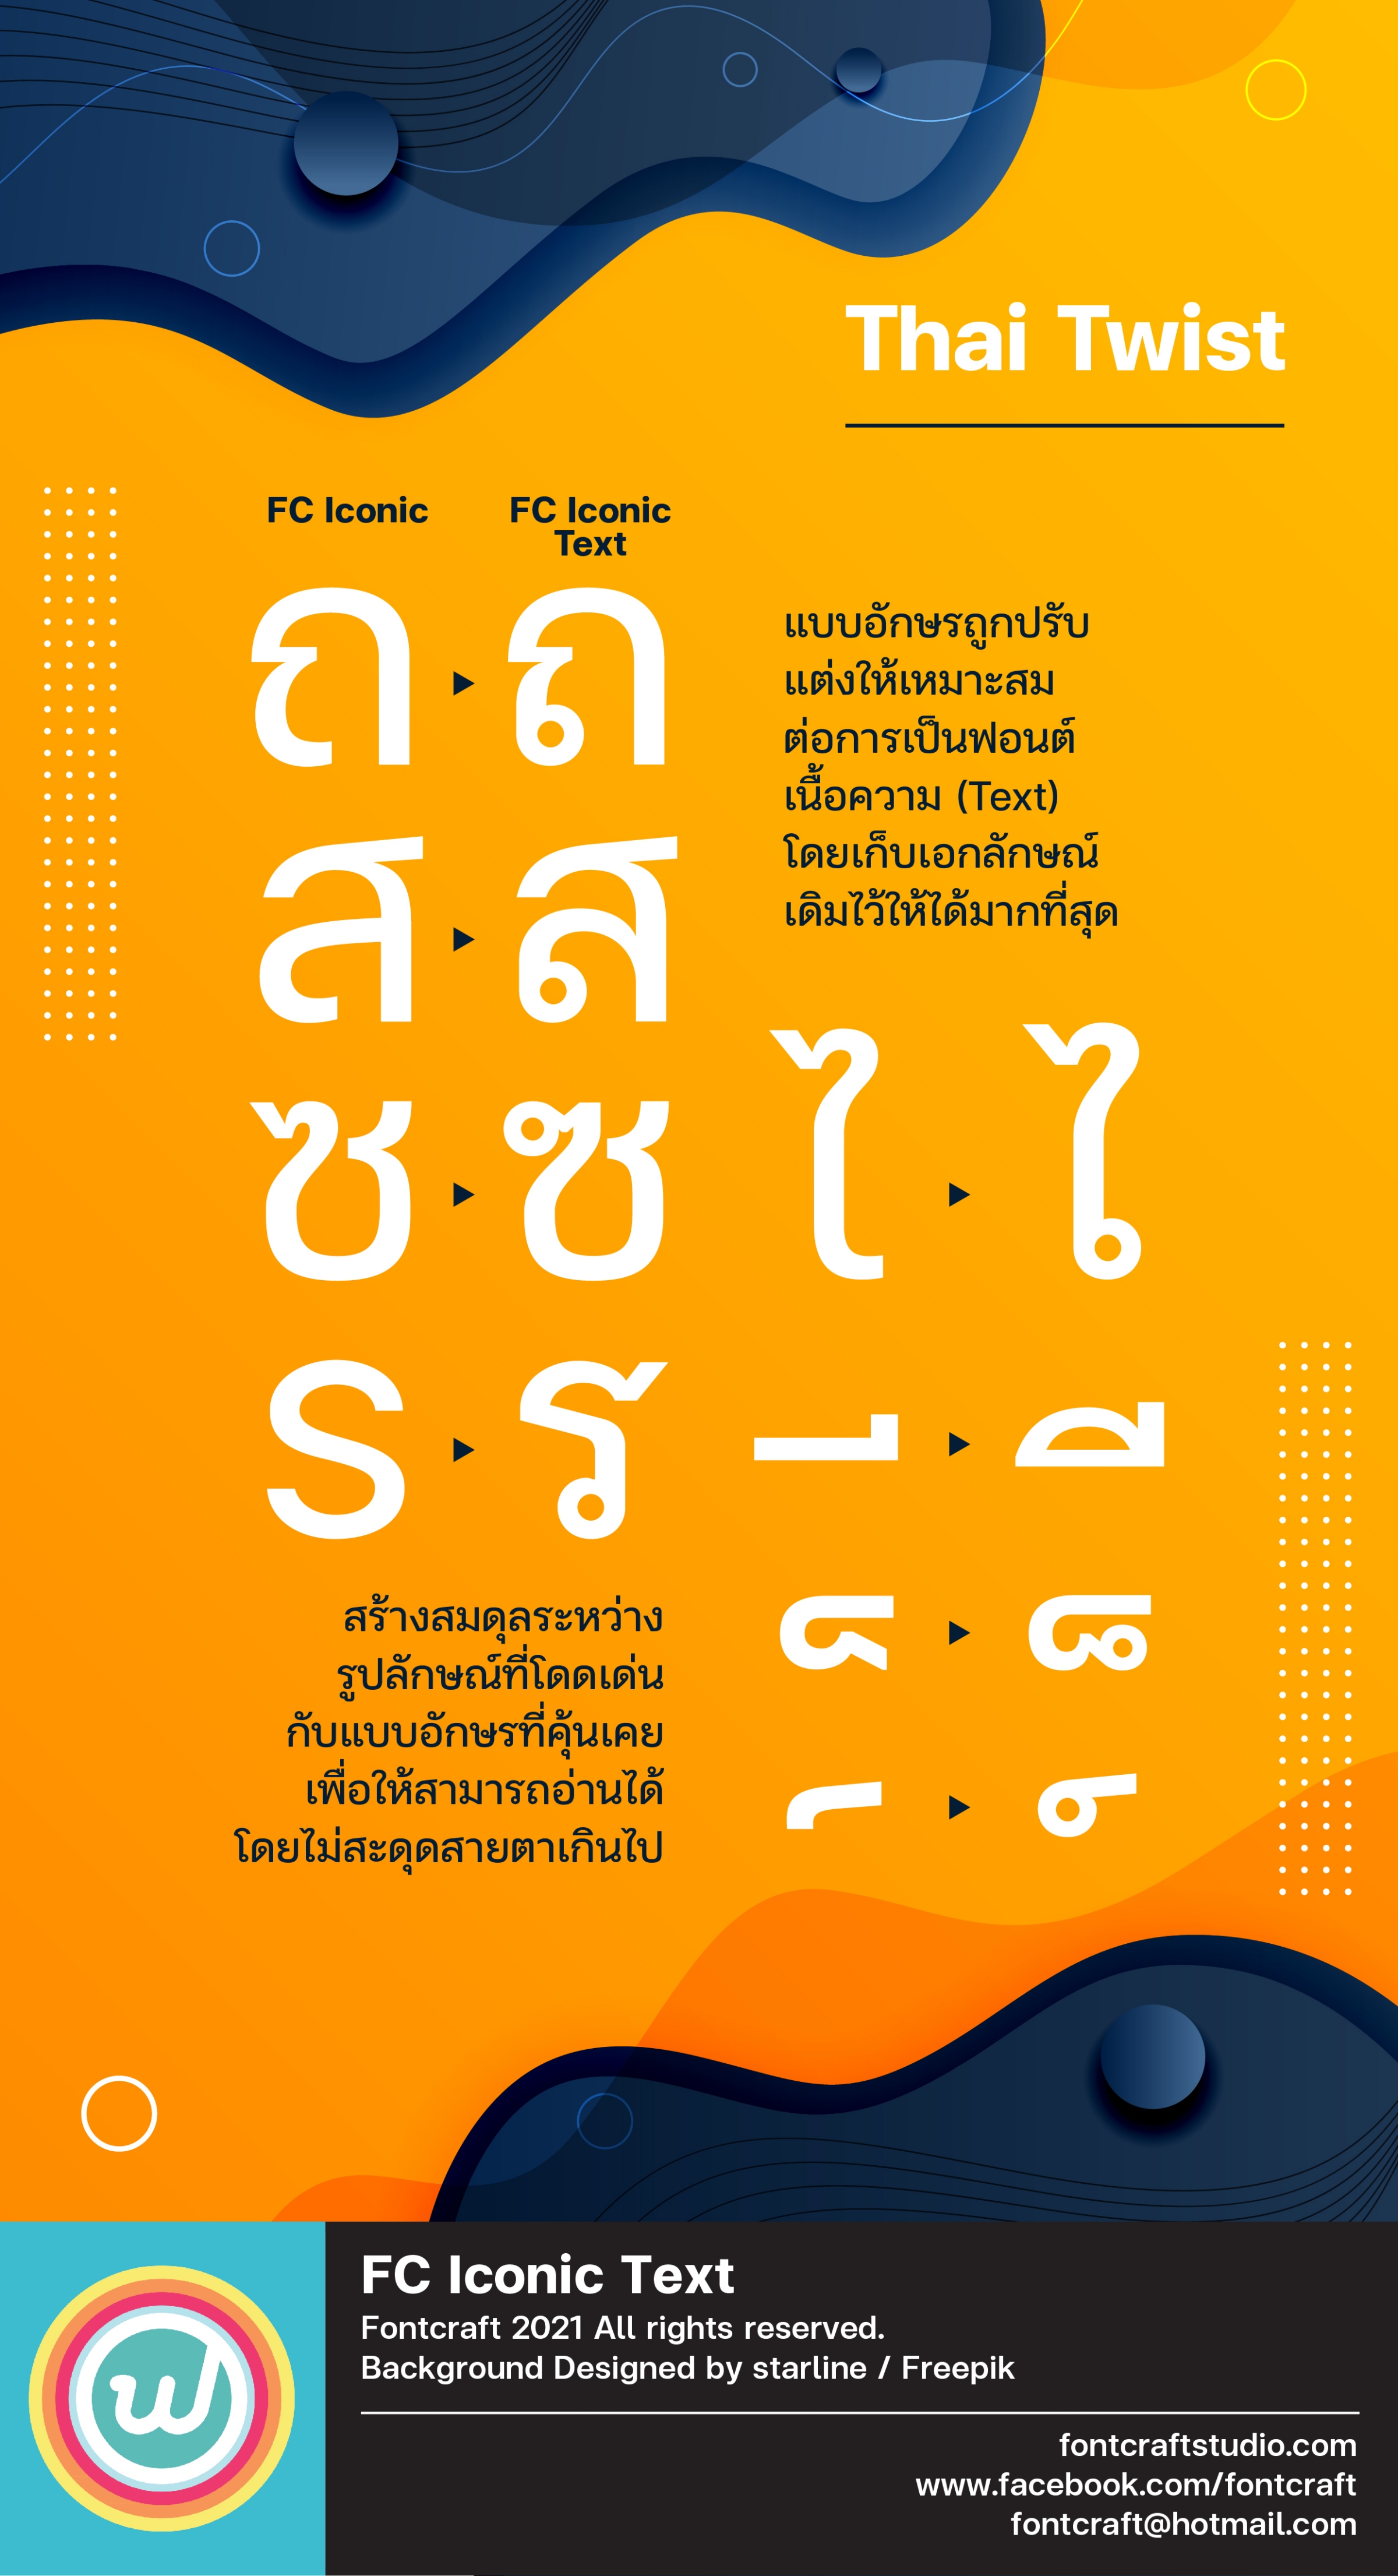 Thai Twist
FC Iconic
FC Iconic
Text
ถ ถ
แบบอักษรถูกปรับ
แต่งให้เหมาะสม
ต่อการเป็นฟอนต์
เนื้อความ (Text)
โดยเก็บเอกลักษณ์
เดิมไว้ให้ได้มากที่สุด
ส ส
ซ ซ
ไ ไ
ร ร
สร้างสมดุลระหว่าง
รูปลักษณ์ที่โดดเด่น
กับแบบอักษรที่คุ้นเคย
เพื่อให้สามารถอ่านได้
โดยไม่สะดุดสายตาเกินไป
ี ี
็ ็
์ ์
w
FC Iconic Text
Fontcraft 2021 All rights reserved.
Background Designed by starline / Freepik
fontcraftstudio.com
www.facebook.com/fontcraft
fontcraft@hotmail.com